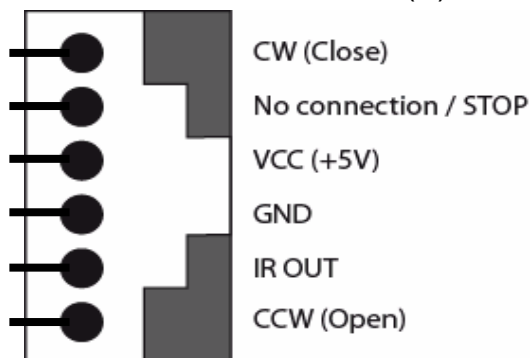 CW (Close)
No connection / STOP
VCC (+5V)
GND
IR OUT
CCW (Open)